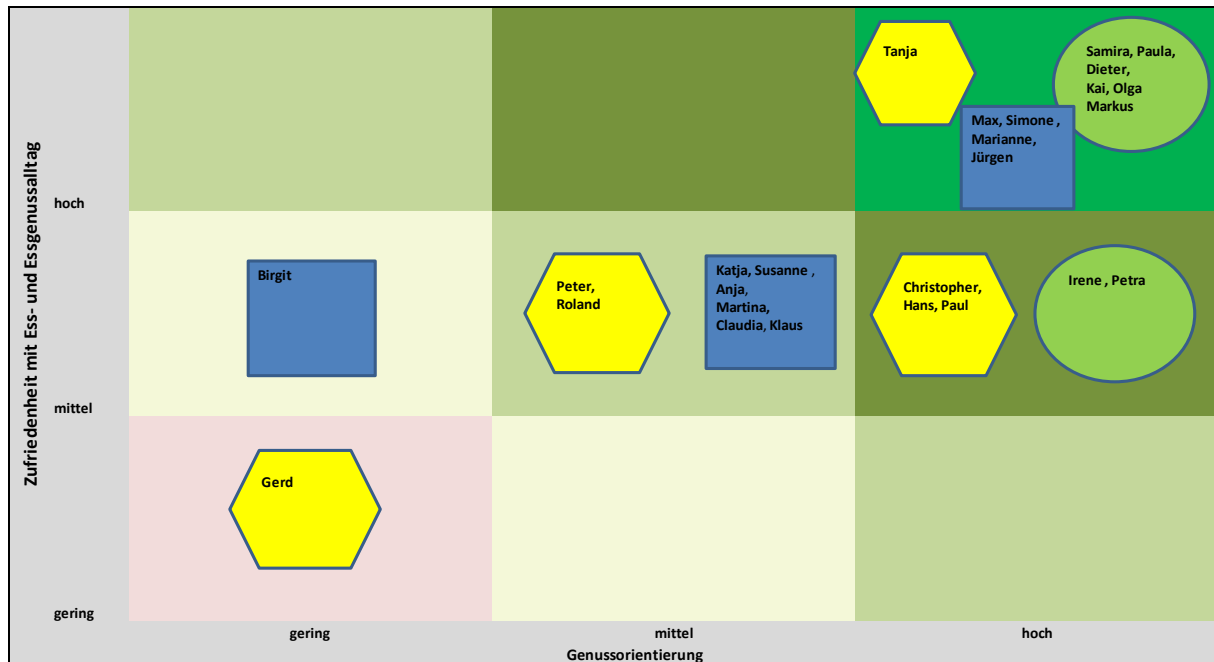 Zufriedenheit mit Ess- und Essgenussalltag
hoch
mittel
gering
Tanja
Samira, Paula,
Dieter,
Kai, Olga
Markus
Max, Simone ,
Marianne,
Jürgen
Birgit
Peter,
Roland
Katja, Susanne ,
Anja,
Martina,
Claudia, Klaus
Christopher,
Hans, Paul
Irene , Petra
Gerd
gering
mittel
hoch
Genussorientierung